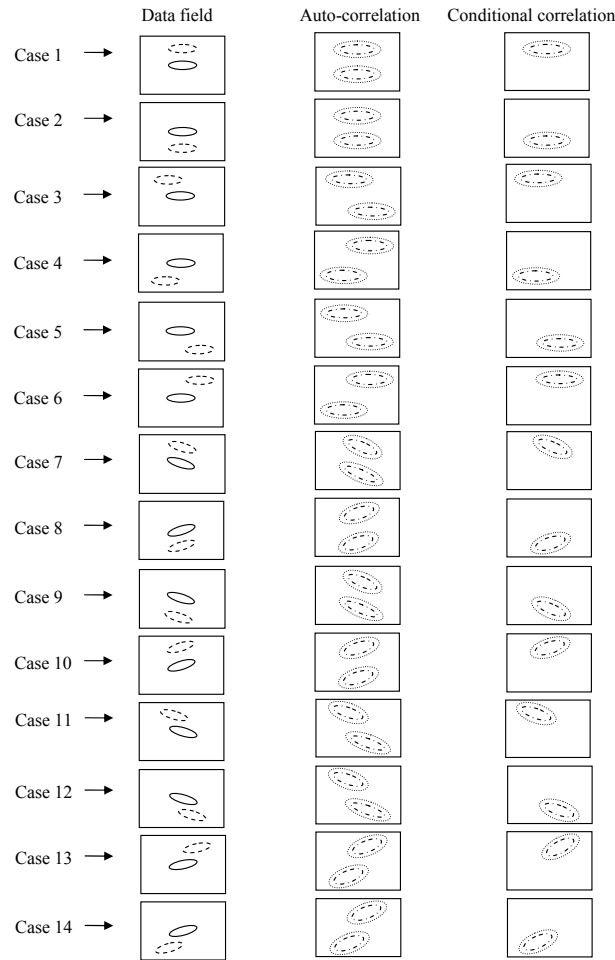 Data field Auto-correlation Conditional correlation
Case 1
Case 2
Case 3
Case 4
Case 5
Case 6
Case 7
Case 8
Case 9
Case 10
Case 11
Case 12
Case 13
Case 14